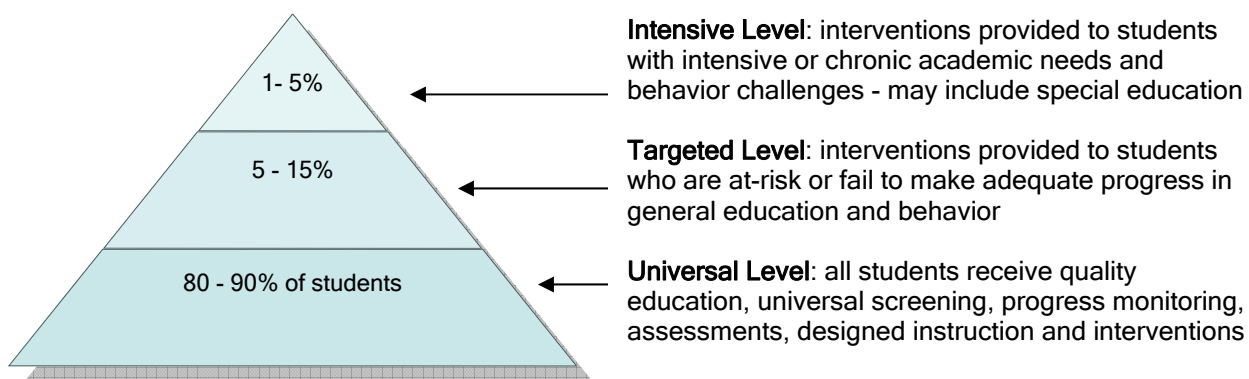 1- 5%
Intensive Level: interventions provided to students
with intensive or chronic academic needs and
behavior challenges - may include special education
5 - 15%
Targeted Level: interventions provided to students
who are at-risk or fail to make adequate progress in
general education and behavior
80 - 90% of students
Universal Level: all students receive quality
education, universal screening, progress monitoring,
assessments, designed instruction and interventions